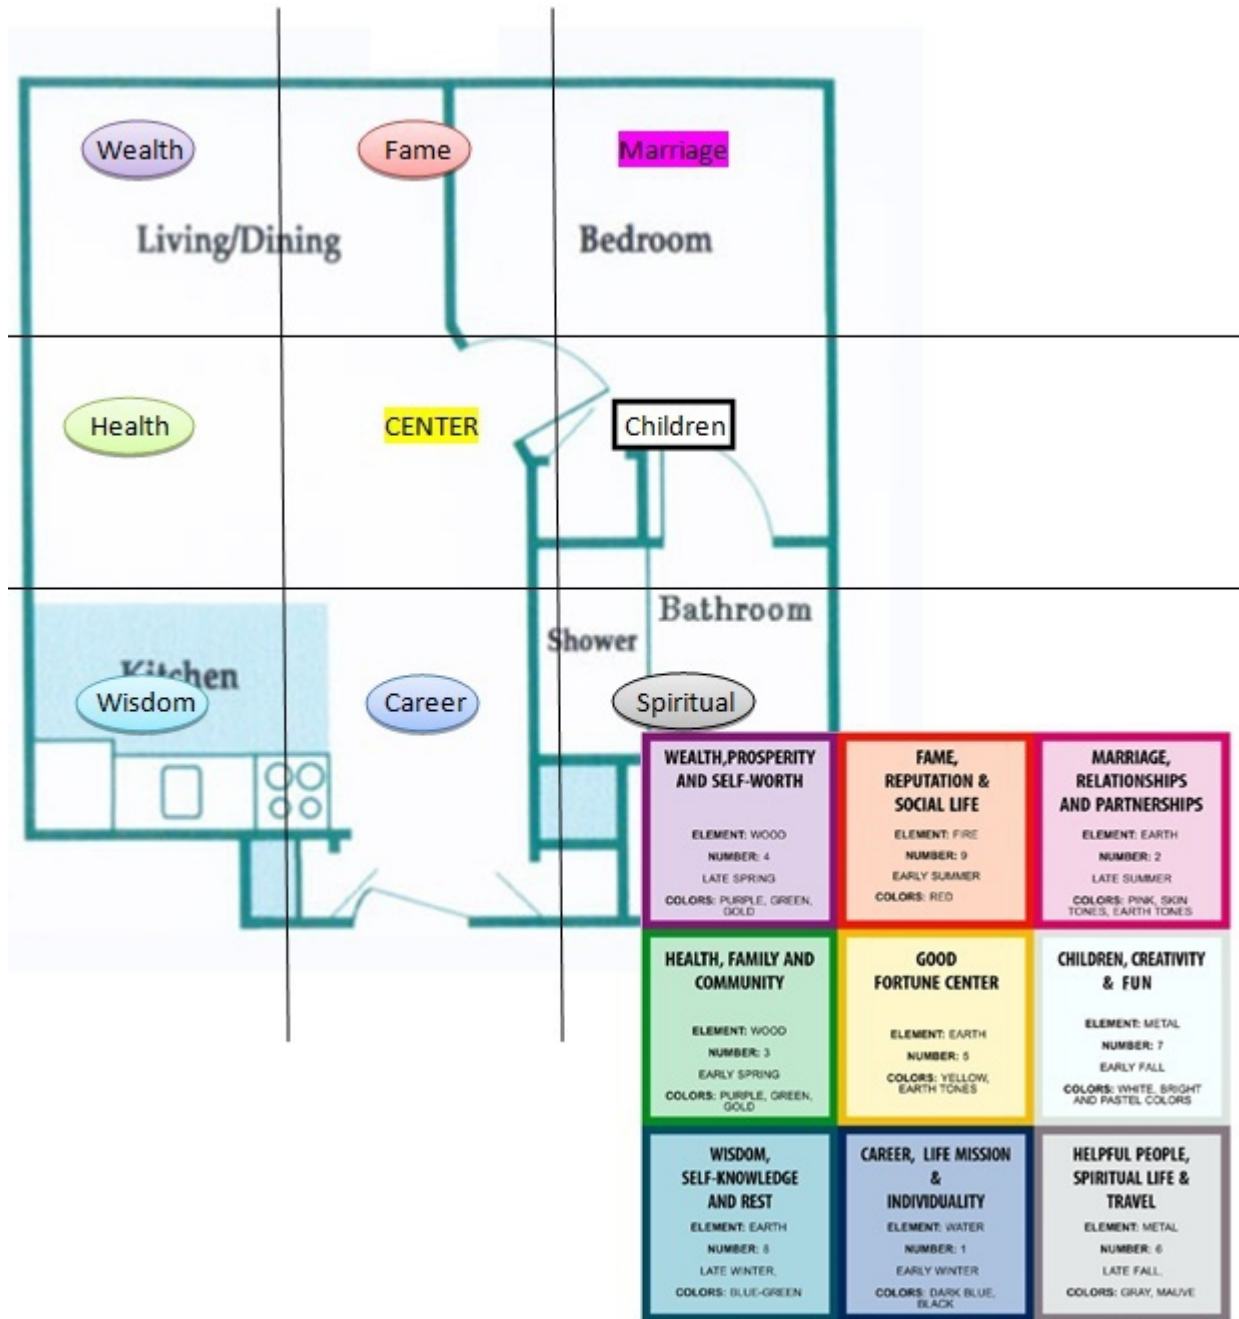 Wealth
Fame
Marriage
Living/Dining
Bedroom
Health
CENTER
Children
Bathroom
Shower
Kitchen
Wisdom
Career
Spiritual
WEALTH,PROSPERITY
AND SELF-WORTH
ELEMENT: WOOD
NUMBER: 4
LATE SPRING
COLORS: PURPLE, GREEN,
GOLD
FAME,
REPUTATION &
SOCIAL LIFE
ELEMENT: FIRE
NUMBER: 9
EARLY SUMMER
COLORS: RED
MARRIAGE,
RELATIONSHIPS
AND PARTNERSHIPS
ELEMENT: EARTH
NUMBER: 2
LATE SUMMER
COLORS: PINK, SKIN
TONES, EARTH TONES
HEALTH, FAMILY AND
COMMUNITY
ELEMENT: WOOD
NUMBER: 3
EARLY SPRING
COLORS: PURPLE, GREEN,
GOLD
GOOD
FORTUNE CENTER
ELEMENT: EARTH
NUMBER: 5
COLORS: YELLOW,
EARTH TONES
CHILDREN, CREATIVITY
& FUN
ELEMENT: METAL
NUMBER: 7
EARLY FALL
COLORS: WHITE, BRIGHT
AND PASTEL COLORS
WISDOM,
SELF-KNOWLEDGE
AND REST
ELEMENT: EARTH
NUMBER: 8
LATE WINTER,
COLORS: BLUE-GREEN
CAREER, LIFE MISSION
&
INDIVIDUALITY
ELEMENT: WATER
NUMBER: 1
EARLY WINTER
COLORS: DARK BLUE,
BLACK
HELPFUL PEOPLE,
SPIRITUAL LIFE &
TRAVEL
ELEMENT: METAL
NUMBER: 6
LATE FALL,
COLORS: GRAY, MAUVE